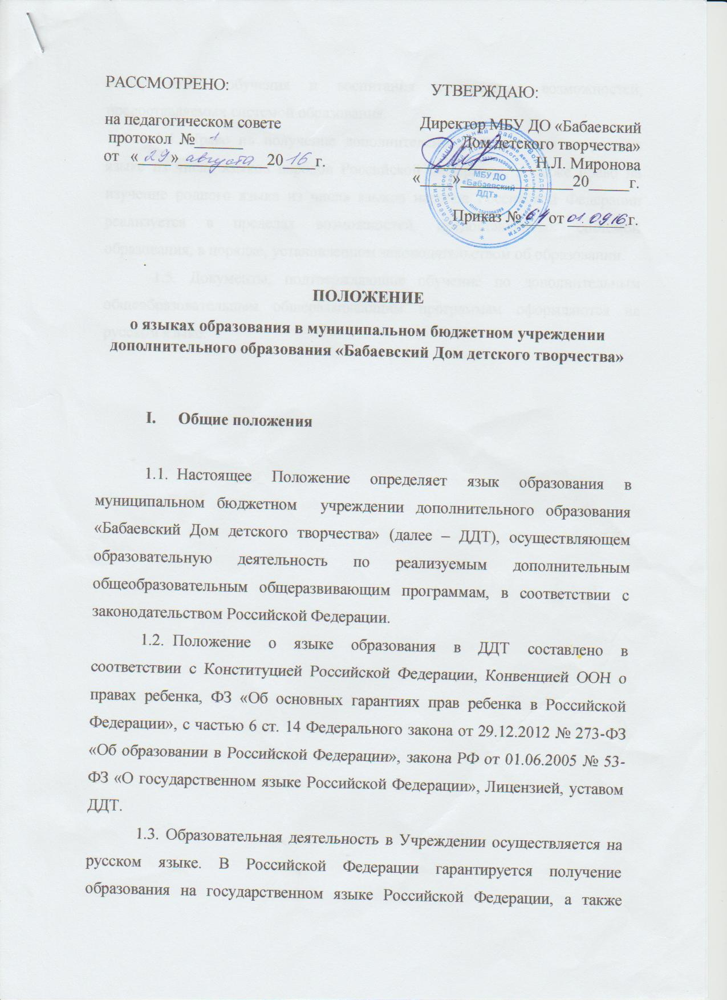 РАССМОТРЕНО:
на педагогическом совете
протокол №______ 1
от «29» августа 2016 г.
УТВЕРЖДАЮ:
Директор МБУ ДО «Бабаевский
Дом детского творчества»
Н.Л. Миронова
«____»______________20_____г.
Приказ № 64 от 01.0916.г.
МБУ ДО
«Бабаевский
ДДТ»
ПОЛОЖЕНИЕ
о языках образования в муниципальном бюджетном учреждении
дополнительного образования «Бабаевский Дом детского творчества»
I. Общие положения
1.1. Настоящее Положение определяет язык образования в
муниципальном бюджетном учреждении дополнительного образования
«Бабаевский Дом детского творчества» (далее – ДДТ), осуществляющем
образовательную деятельность по реализуемым дополнительным
общеобразовательным общеразвивающим программам, в соответствии с
законодательством Российской Федерации.
1.2. Положение о языке образования в ДДТ составлено в
соответствии с Конституцией Российской Федерации, Конвенцией ООН о
правах ребенка, ФЗ «Об основных гарантиях прав ребенка в Российской
Федерации», с частью 6 ст. 14 Федерального закона от 29.12.2012 № 273-ФЗ
«Об образовании в Российской Федерации», закона РФ от 01.06.2005 № 53-
ФЗ «О государственном языке Российской Федерации», Лицензией, уставом
ДДТ.
1.3. Образовательная деятельность в Учреждении осуществляется на
русском языке. В Российской Федерации гарантируется получение
образования на государственном языке Российской Федерации, а также